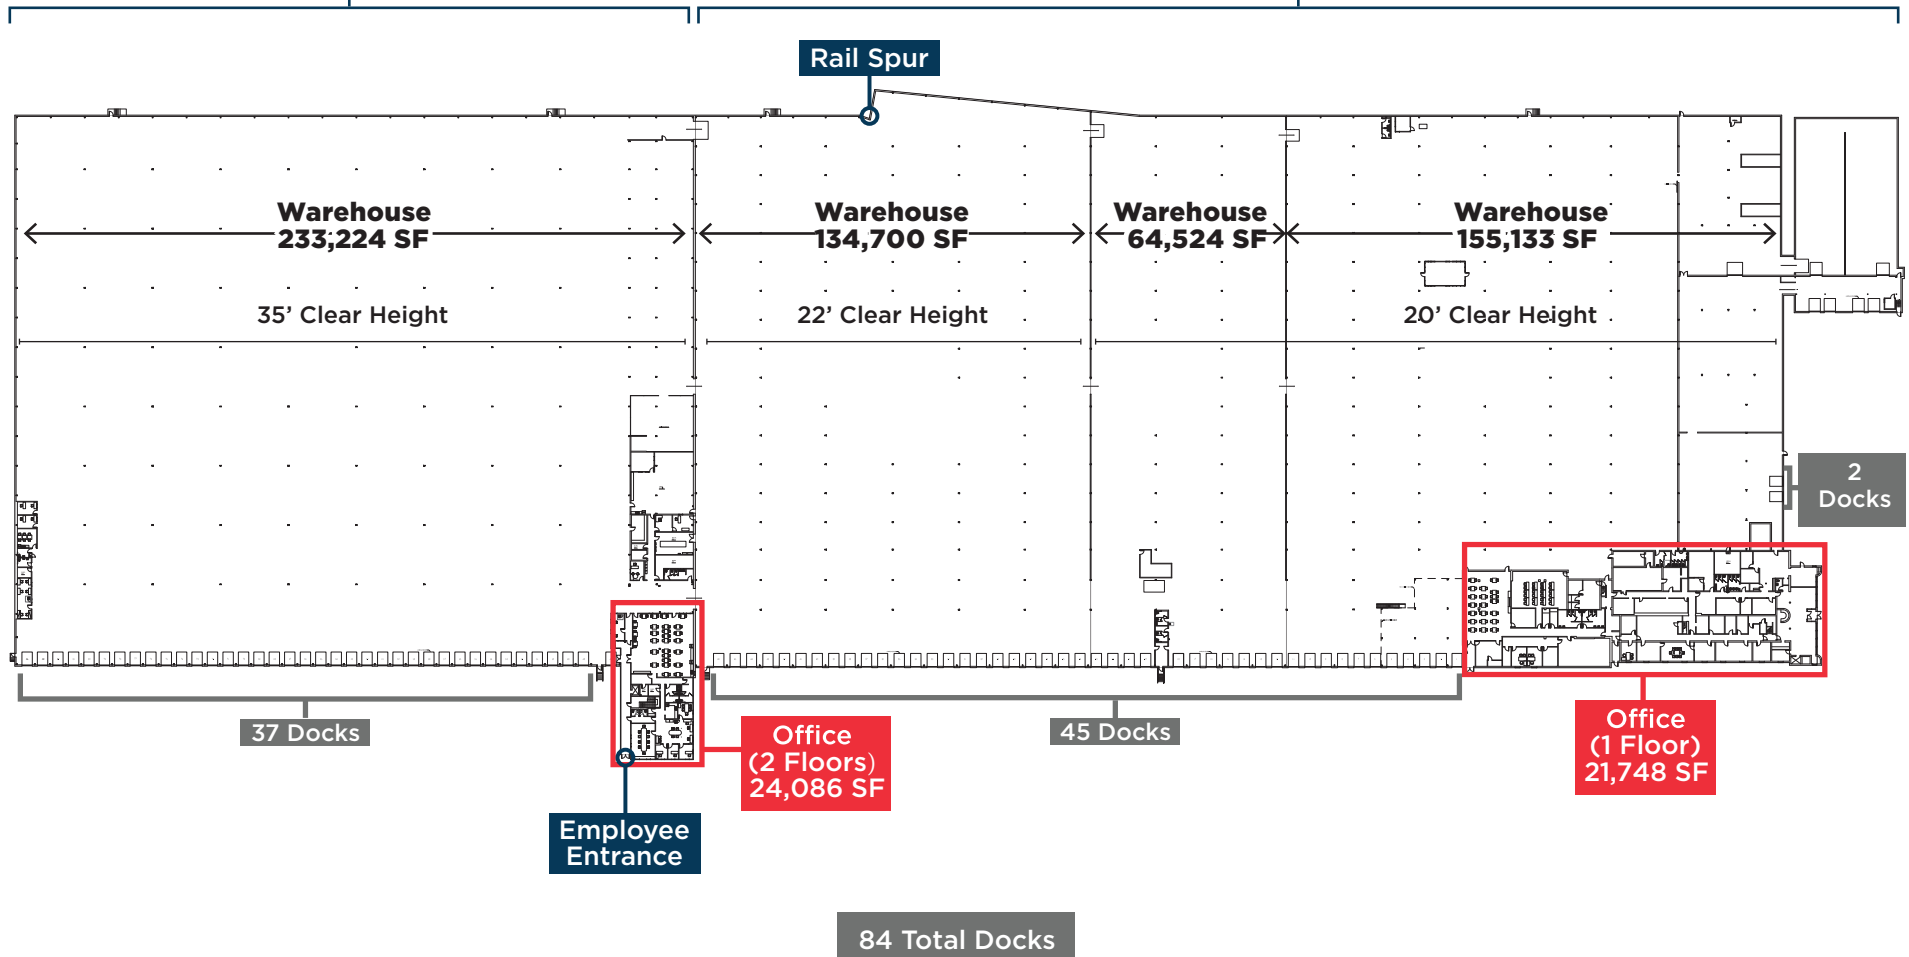 Rail Spur
Warehouse
233,224 SF
Warehouse
134,700 SF
Warehouse
64,524 SF
Warehouse
155,133 SF
35’ Clear Height
22’ Clear Height
20’ Clear Height
2
Docks
37 Docks
45 Docks
Office
(2 Floors)
24,086 SF
Office
(1 Floor)
21,748 SF
Employee
Entrance
84 Total Docks